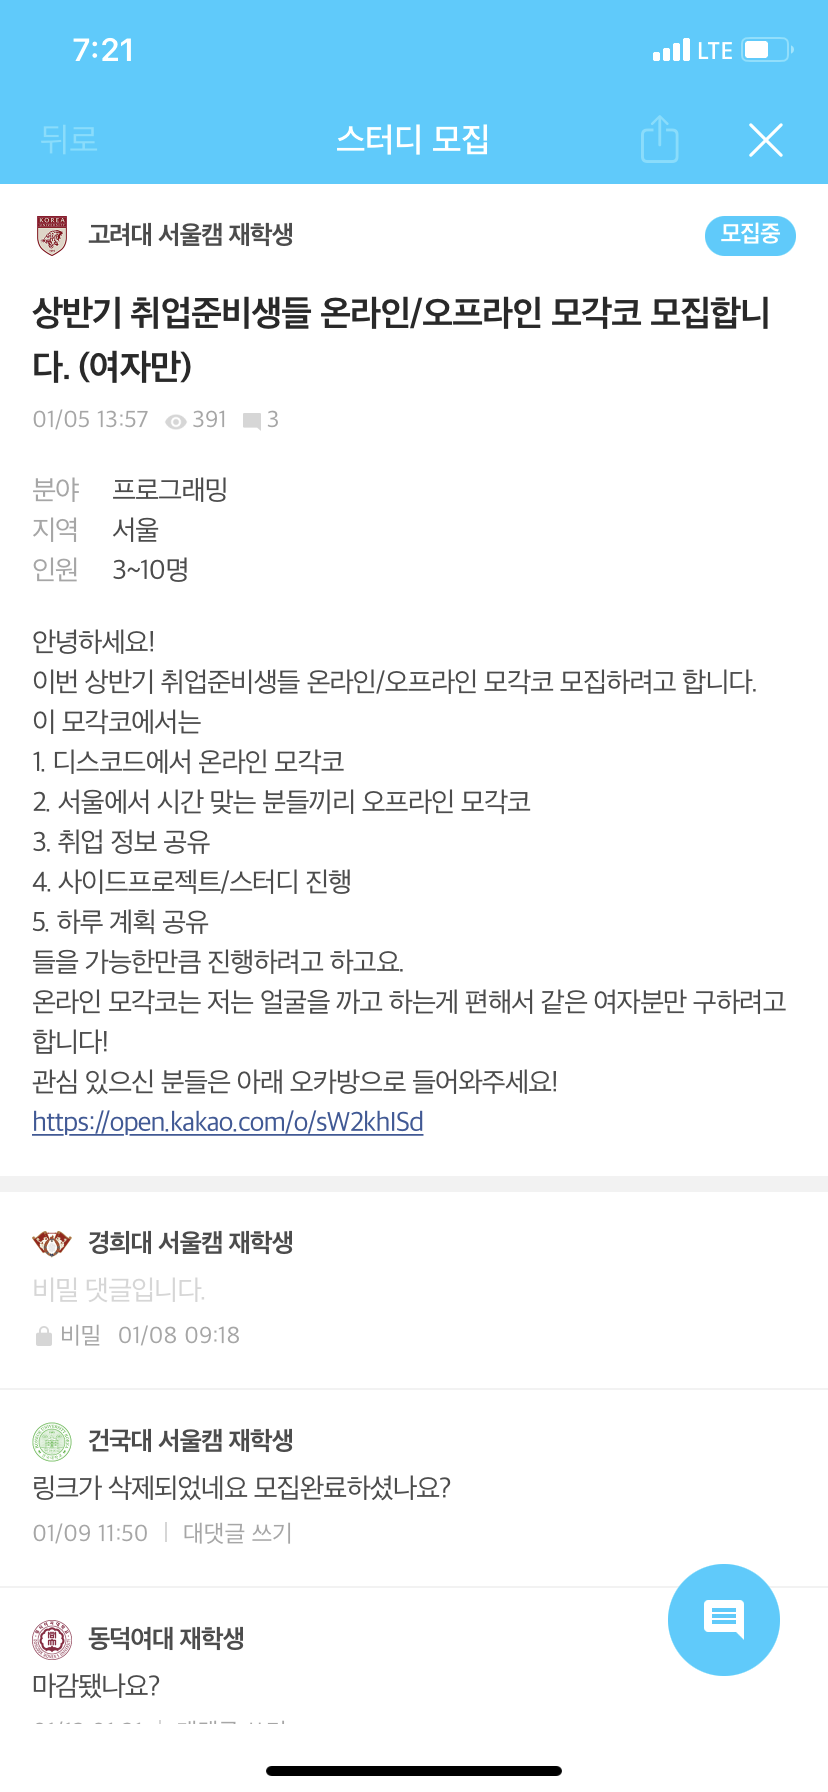 7:21
LTE
뒤로
스터디 모집
고려대 서울캠 재학생
모집중
상반기 취업준비생들 온라인/오프라인 모각코 모집합니
다. (여자만)
01/05 13:57 391 3
분야 프로그래밍
지역 서울
인원 3~10명
안녕하세요!
이번 상반기 취업준비생들 온라인/오프라인 모각코 모집하려고 합니다.
이 모각코에서는
1. 디스코드에서 온라인 모각코
2. 서울에서 시간 맞는 분들끼리 오프라인 모각코
3. 취업 정보 공유
4. 사이드프로젝트/스터디 진행
5. 하루 계획 공유
들을 가능한만큼 진행하려고 하고요.
온라인 모각코는 저는 얼굴을 까고 하는게 편해서 같은 여자분만 구하려고
합니다!
관심 있으신 분들은 아래 오카방으로 들어와주세요!
https://open.kakao.com/o/sW2khISd
경희대 서울캠 재학생
비밀 댓글입니다.
비밀 01/08 09:18
건국대 서울캠 재학생
링크가 삭제되었네요 모집완료하셨나요?
01/09 11:50 | 대댓글 쓰기
동덕여대 재학생
마감됐나요?